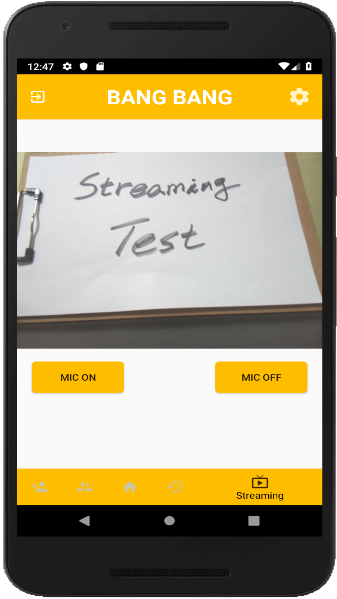 12:47
BANG BANG
Streaming
Test
MIC ON
MIC OFF
Streaming